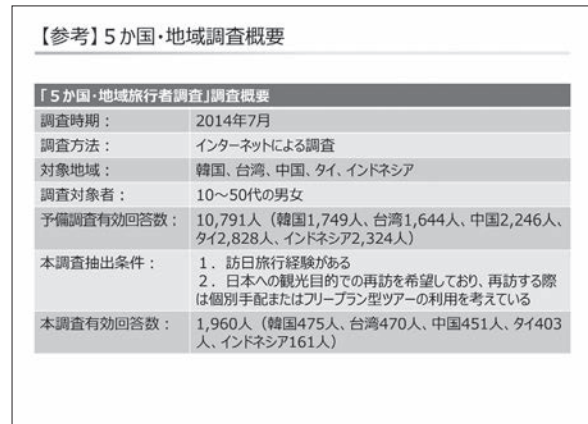 【参考】５か国・地域調査概要
「５か国・地域旅行者調査」調査概要
調査時期： 2014年7月
調査方法： インターネットによる調査
対象地域： 韓国、台湾、中国、タイ、インドネシア
調査対象者： 10～50代の男女
予備調査有効回答数： 10,791人（韓国1,749人、台湾1,644人、中国2,246人、
タイ2,828人、インドネシア2,324人）
本調査抽出条件： １．訪日旅行経験がある
２．日本への観光目的での再訪を希望しており、再訪する際
は個別手配またはフリープラン型ツアーの利用を考えている
本調査有効回答数： 1,960人（韓国475人、台湾470人、中国451人、タイ403
人、インドネシア161人）